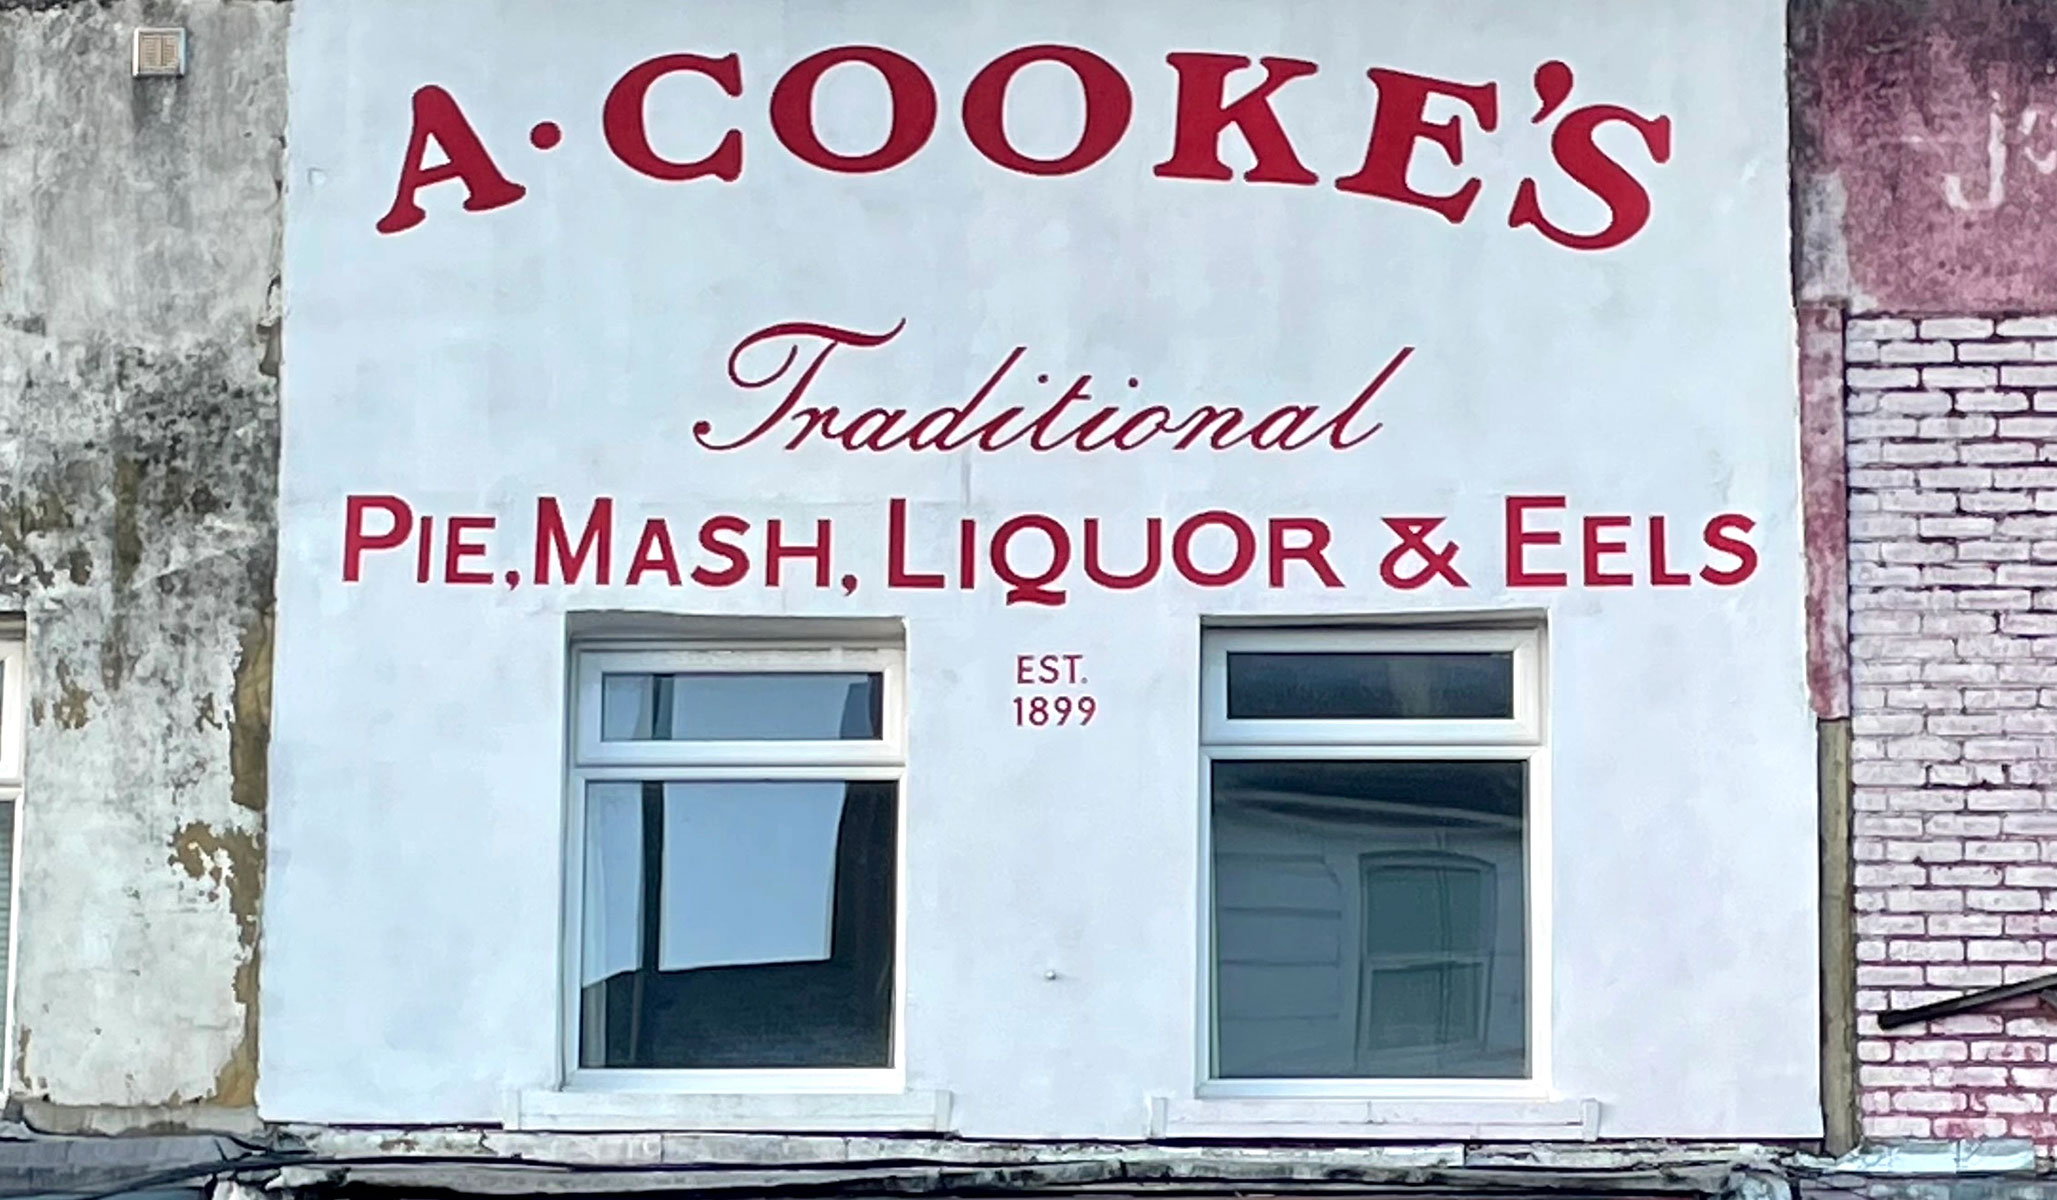 A·COOKE'S
Traditional
PIE, MASH, LIQUOR & EELS
EST.
1899